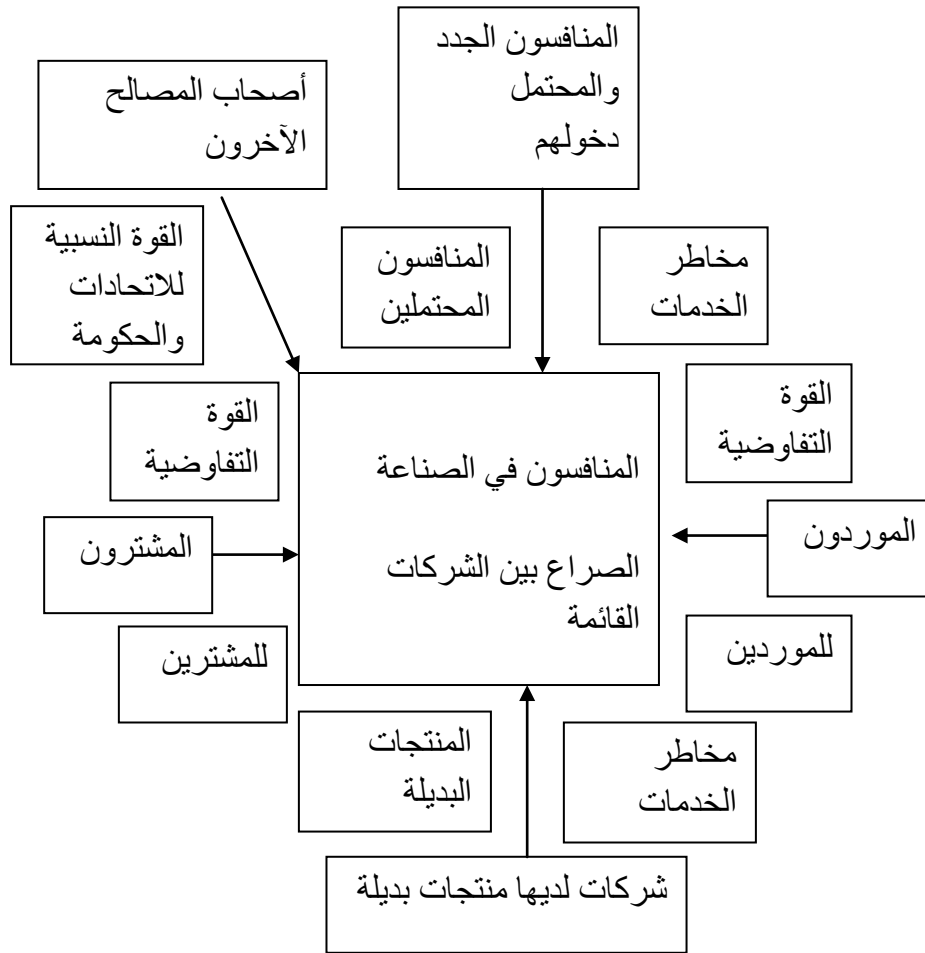 المنافسون الجدد
والمحتمل
دخولهم
أصحاب المصالح
الآخرون
القوة النسبية
للاتحادات
والحكومة
المنافسون
المحتملين
مخاطر
الخدمات
القوة
التفاوضية
القوة
التفاوضية
المنافسون في الصناعة
الصراع بين الشركات
القائمة
الموردون
المشترون
للموردين
للمشترين
المنتجات
البديلة
مخاطر
الخدمات
شركات لديها منتجات بديلة